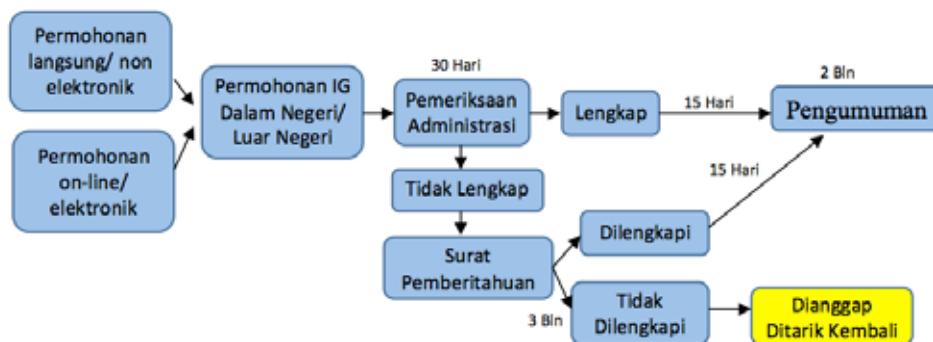 Permohonan
langsung/ non
elektronik
Permohonan
on-line/
elektronik
Permohonan IG
Dalam Negeri/
Luar Negeri
30 Hari
Pemeriksaan
Administrasi
Lengkap
15 Hari
2 Bln
Pengumuman
Tidak Lengkap
Surat
Pemberitahuan
Dilengkapi
15 Hari
3 Bln
Tidak
Dilengkapi
Dianggap
Ditarik Kembali